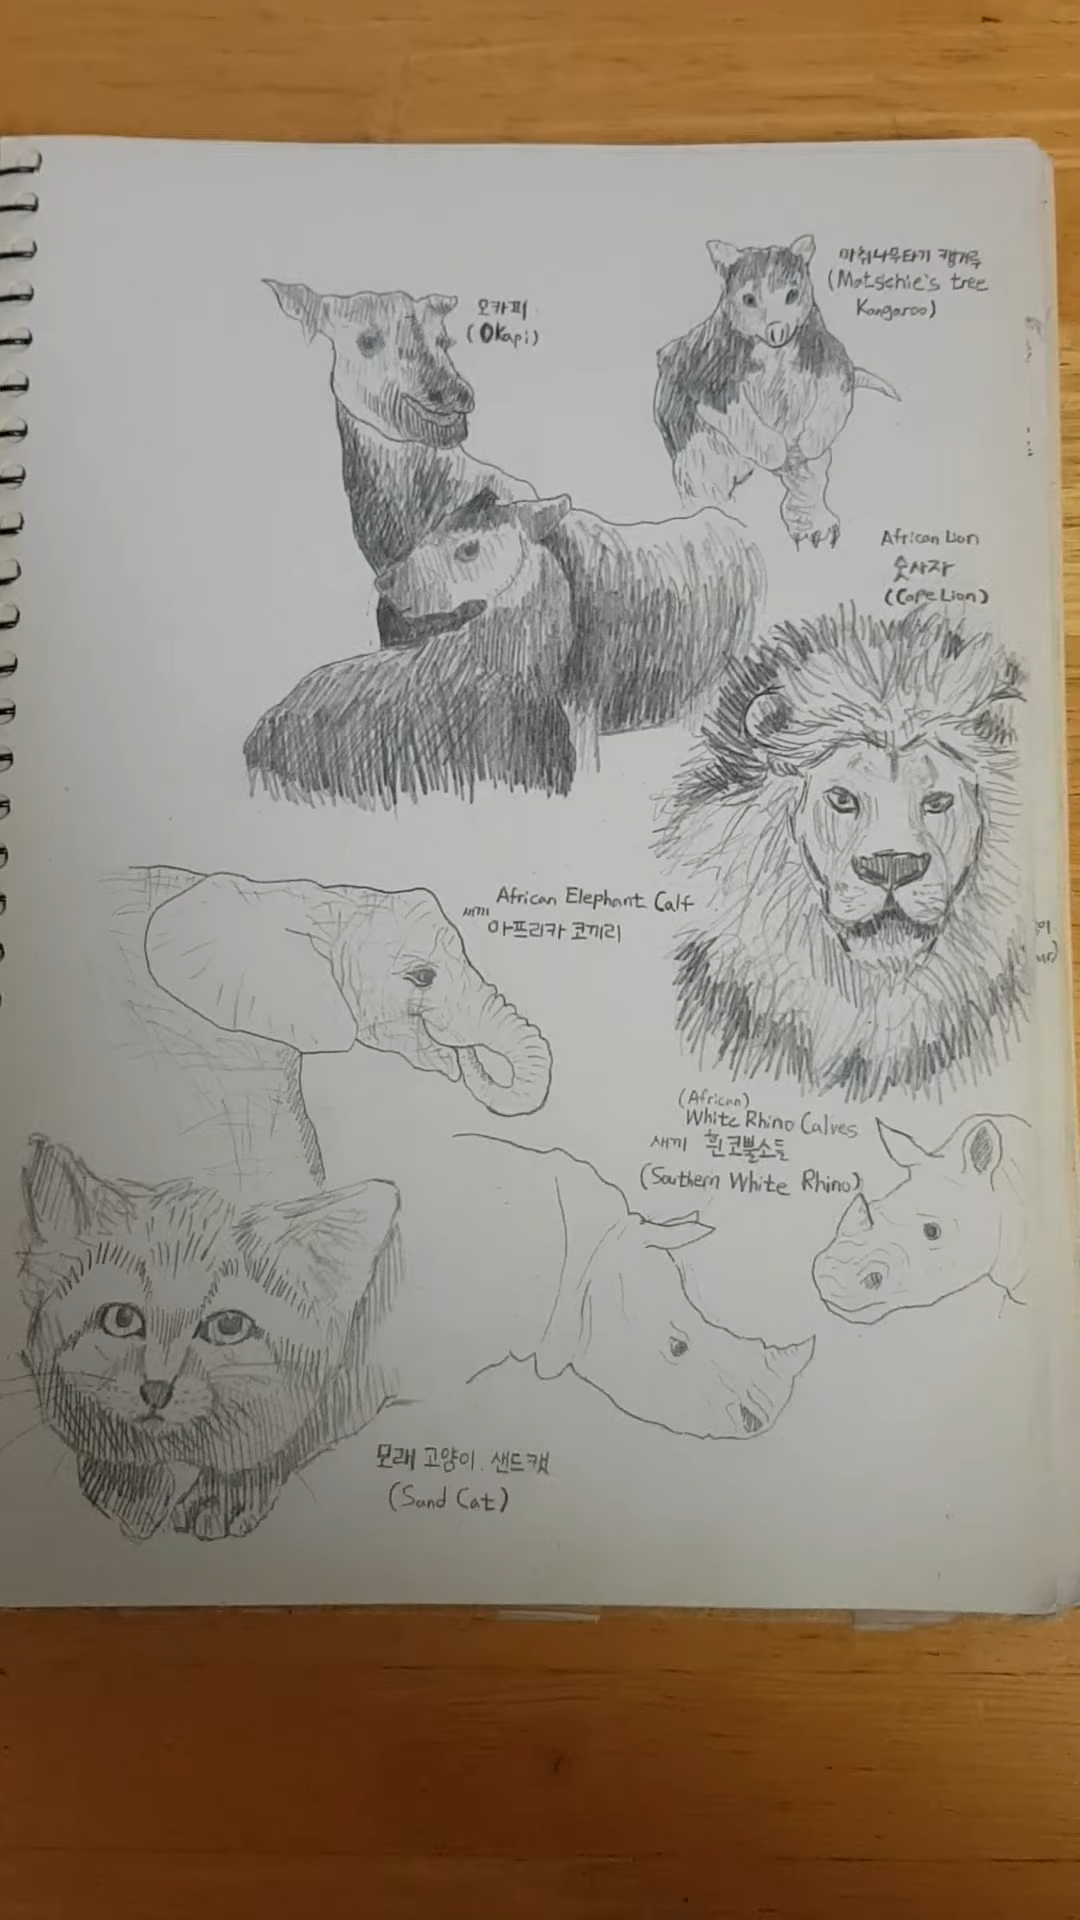 오카피
(Okapi)
마취나무타기 캥거루
(Matschie's tree
Kangaroo)
African Lion
숫사자
(Cape Lion)
African Elephant Calf
새끼 아프리카 코끼리
(African)
White Rhino Calves
새끼 흰코뿔소들
(Southern White Rhino)
모래 고양이. 샌드캣
(Sand Cat)